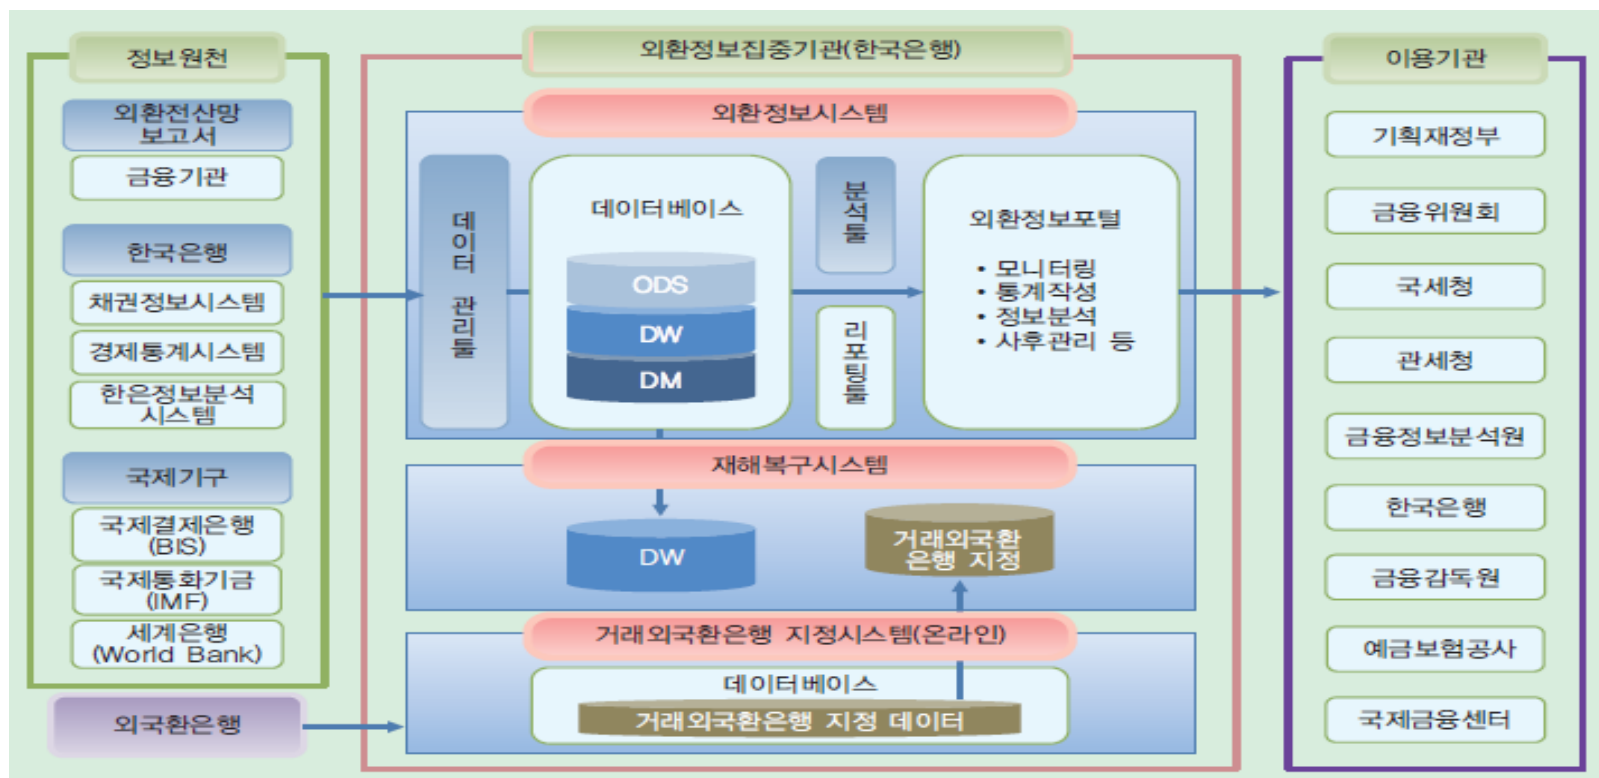 정보원천
외환전산망
보고서
금융기관
한국은행
채권정보시스템
경제통계시스템
한은정보분석
시스템
국제기구
국제결제은행
(BIS)
국제통화기금
(IMF)
세계은행
(World Bank)
외국환은행
외환정보집중기관(한국은행)
외환정보시스템
데이터 관리툴
데이터베이스
ODS
DW
DM
분석툴
리포팅툴
외환정보포털
• 모니터링
• 통계작성
• 정보분석
• 사후관리 등
재해복구시스템
DW
거래외국환
은행 지정
거래외국환은행 지정시스템(온라인)
데이터베이스
거래외국환은행 지정 데이터
이용기관
기획재정부
금융위원회
국세청
관세청
금융정보분석원
한국은행
금융감독원
예금보험공사
국제금융센터